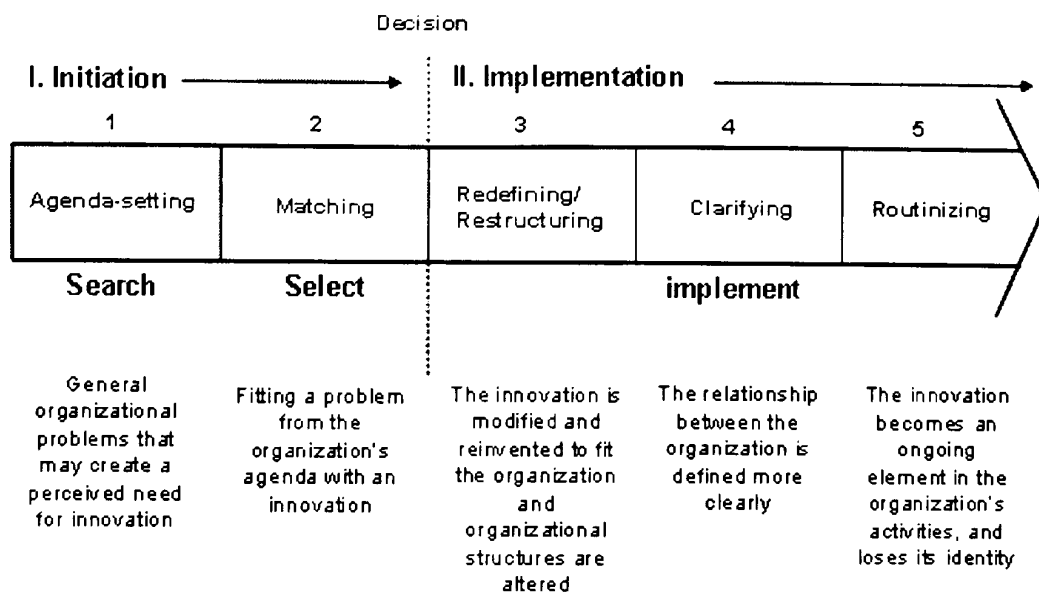 Decision
I. Initiation
II. Implementation
1
2
3
4
5
Agenda-setting
Matching
Redefining/
Restructuring
Clarifying
Routinizing
Search
Select
implement
General
organizational
problems that
may create a
perceived need
for innovation
Fitting a problem
from the
organization's
agenda with an
innovation
The innovation is
modified and
reinvented to fit
the organization
and
organizational
structures are
altered
The relationship
between the
organization is
defined more
clearly
The innovation
becomes an
ongoing
element in the
organization's
activities, and
loses its identity